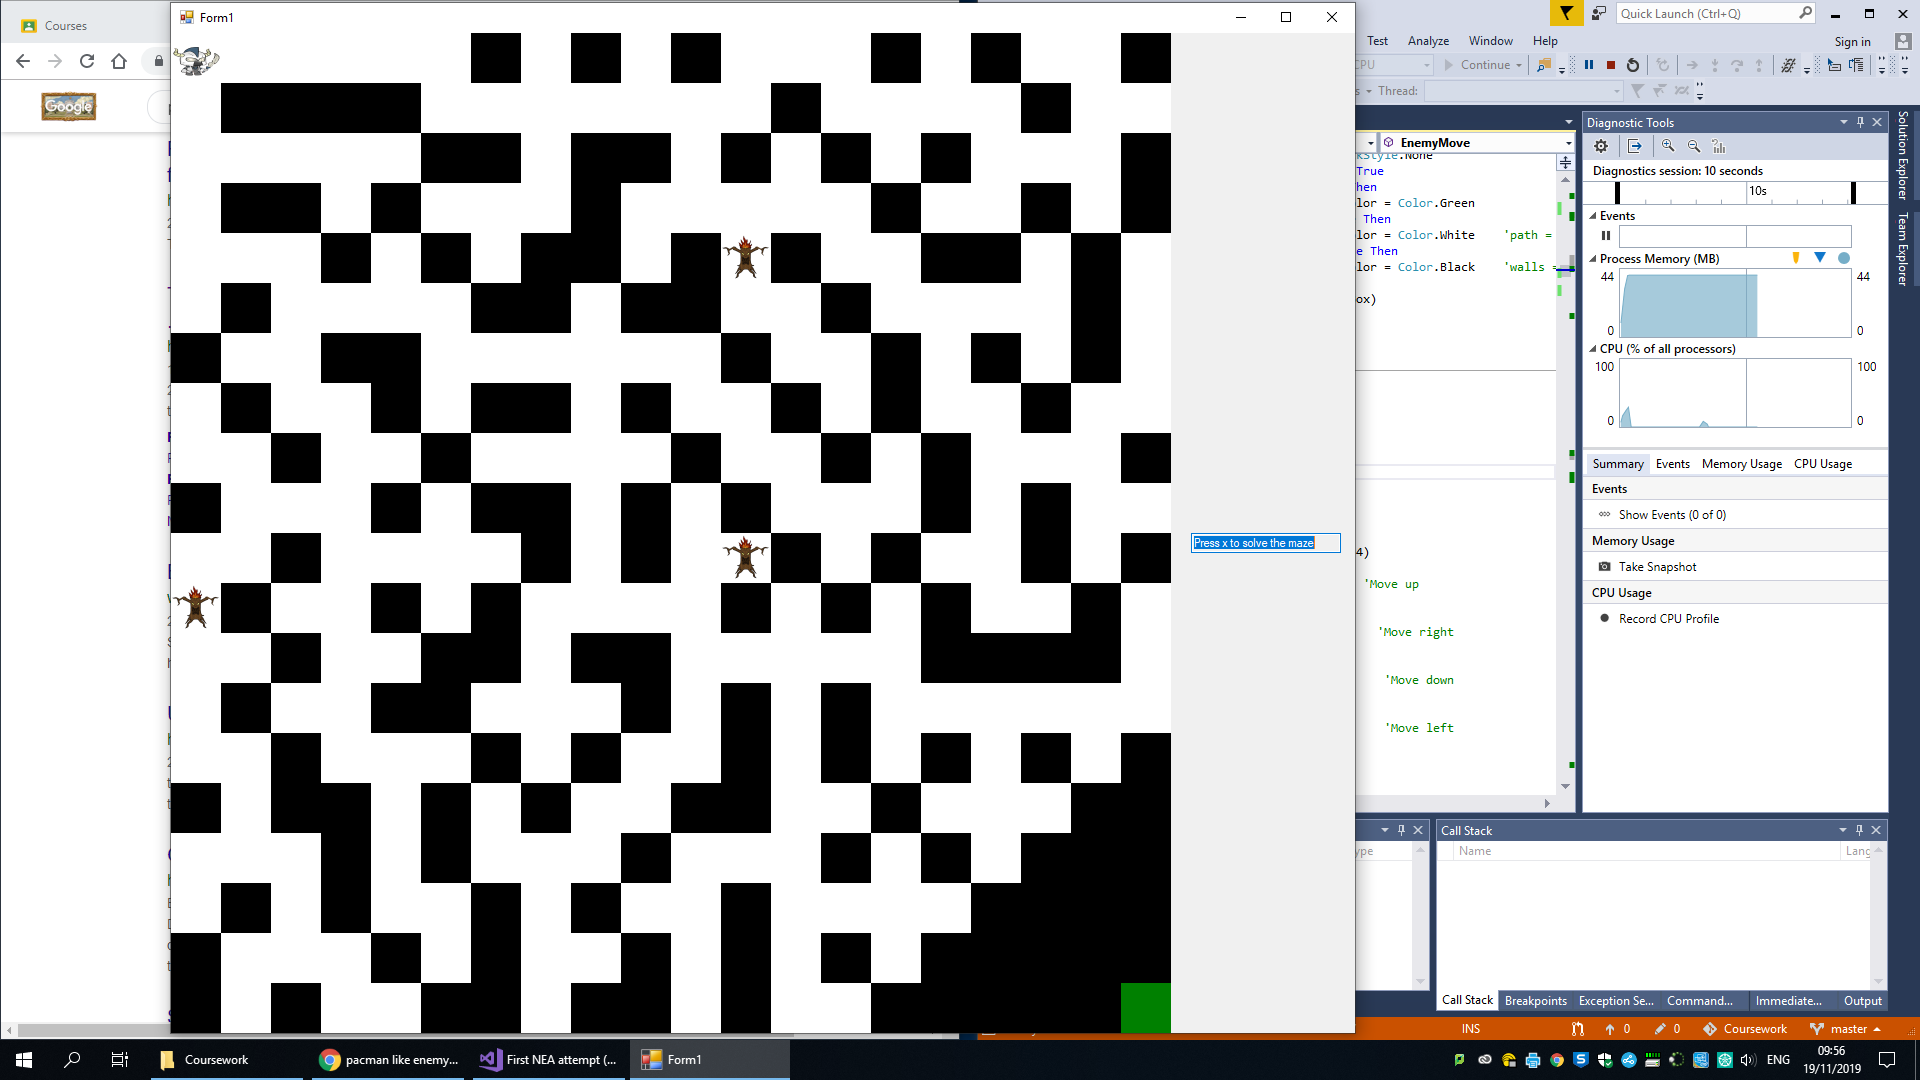 Courses
Form1
Quick Launch (Ctrl+Q)
Test Analyze Window Help
Sign in
CPU
Continue
Google
Thread:
EnemyMove
kStyle.None
True
hen
lor = Color.Green
Then
lor = Color.White 'path =
e Then
lor = Color.Black 'walls =
ox)
4)
'Move up
'Move right
'Move down
'Move left
Press x to solve the maze
Diagnostic Tools
Diagnostics session: 10 seconds
10s
Events
Process Memory (MB)
44 44
0 0
CPU (% of all processors)
100 100
0 0
Summary Events Memory Usage CPU Usage
Events
Show Events (0 of 0)
Memory Usage
Take Snapshot
CPU Usage
Record CPU Profile
Solution Explorer
Team Explorer
Call Stack
ype
Name
Lang
Call Stack Breakpoints Exception Se... Command... Immediate... Output
INS
0
0
Coursework
master
Coursework
pacman like enemy...
First NEA attempt (...
Form1
ENG
09:56
19/11/2019